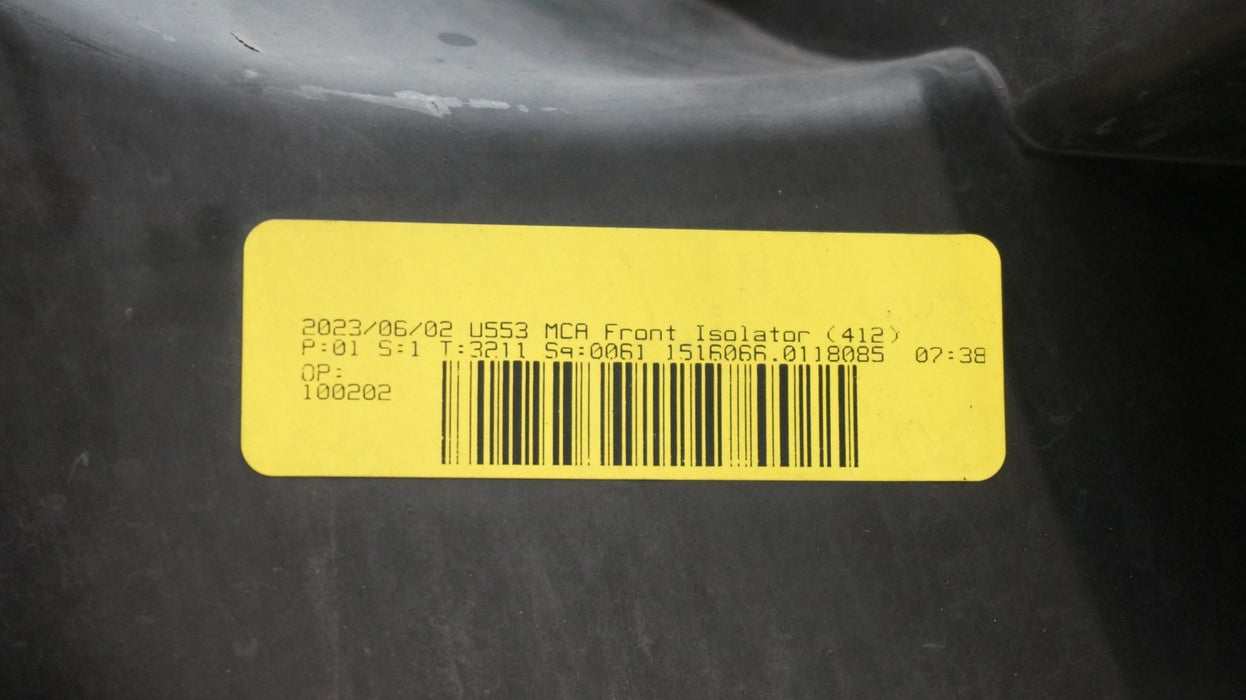 2023/06/02 U553 MCA Front Isolator (412)
P:01 S:1 T:3211 Sq:0061 1516066.0118085 07:38
OP:
100202